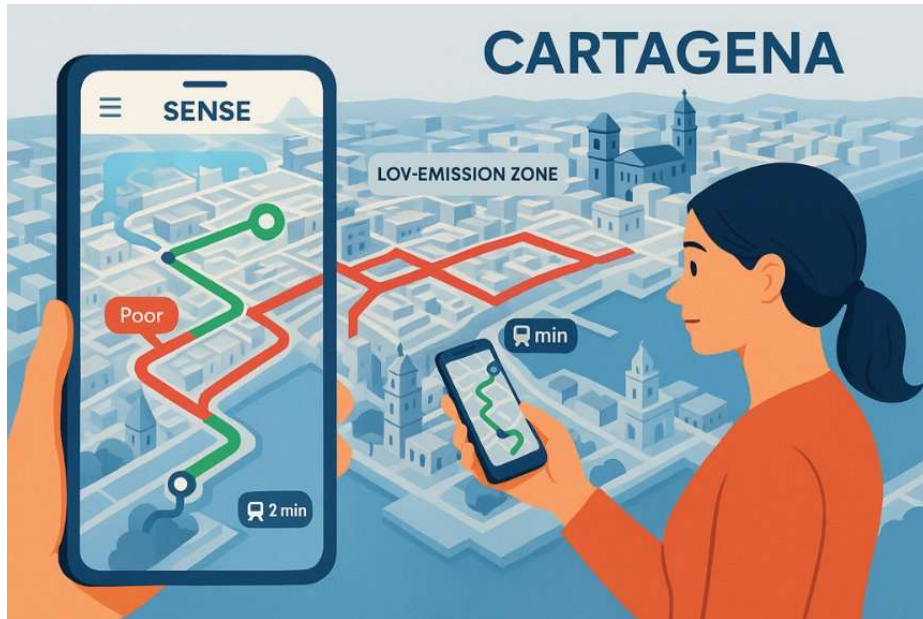 CARTAGENA
SENSE
LOV-EMISSION ZONE
Poor
min
2 min